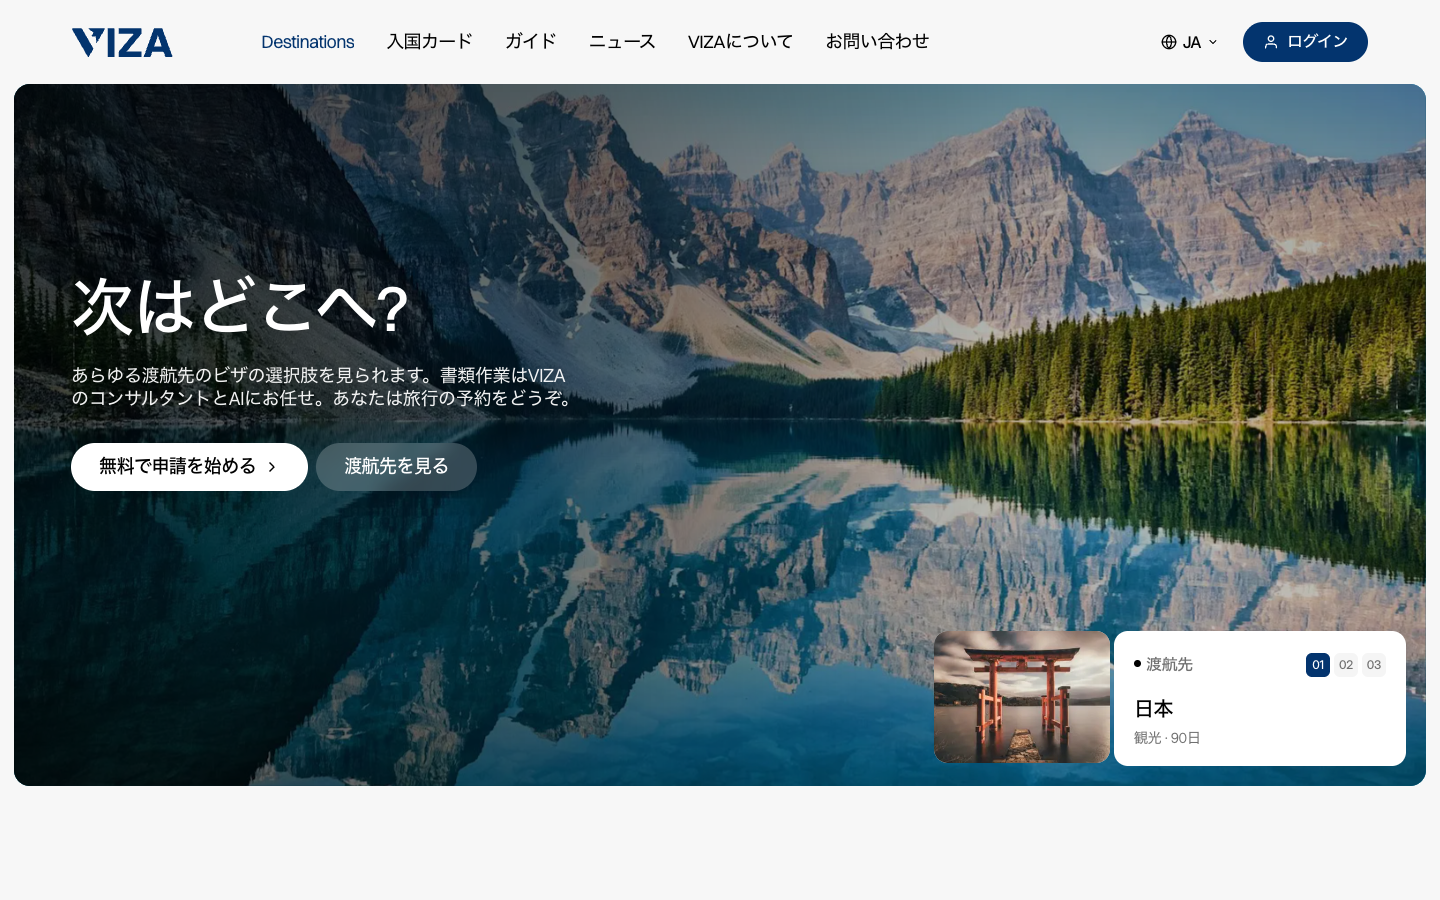 VIZA
Destinations
入国カード
ガイド
ニュース
VIZAについて
お問い合わせ
JA
ログイン
次はどこへ?
あらゆる渡航先のビザの選択肢を見られます。書類作業はVIZA
のコンサルタントとAIにお任せ。あなたは旅行の予約をどうぞ。
無料で申請を始める
渡航先を見る
渡航先
01
02
03
日本
観光 · 90日